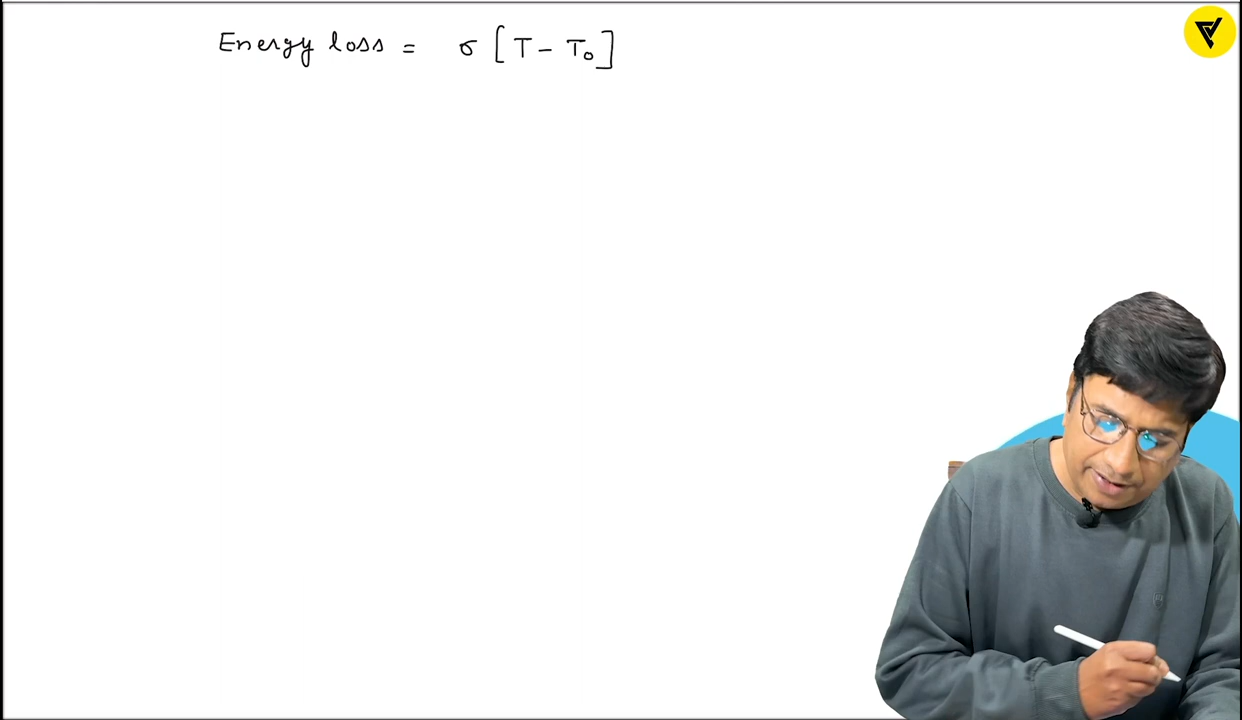 Energy loss = σ [T - T₀]